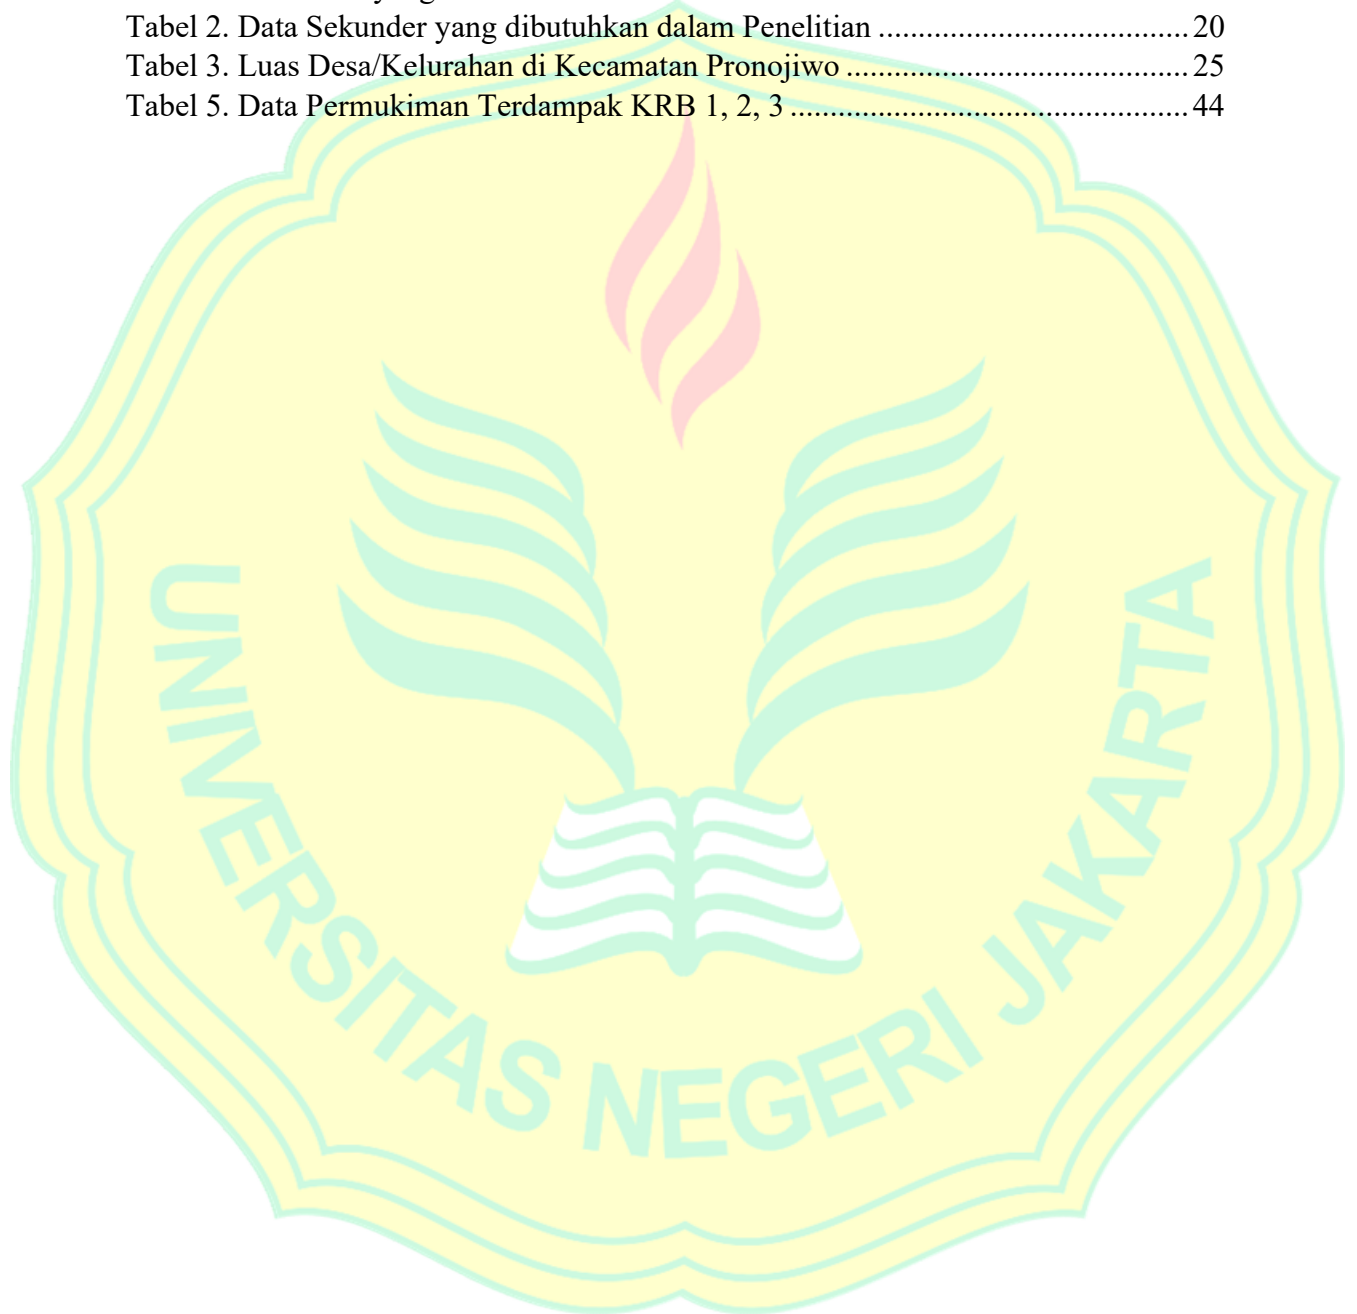 yang
Tabel 2. Data Sekunder yang dibutuhkan dalam Penelitian ....................................... 20
Tabel 3. Luas Desa/Kelurahan di Kecamatan Pronojiwo ........................................... 25
Tabel 5. Data Permukiman Terdampak KRB 1, 2, 3 .................................................. 44
UNIVERSITAS NEGERI JAKARTA